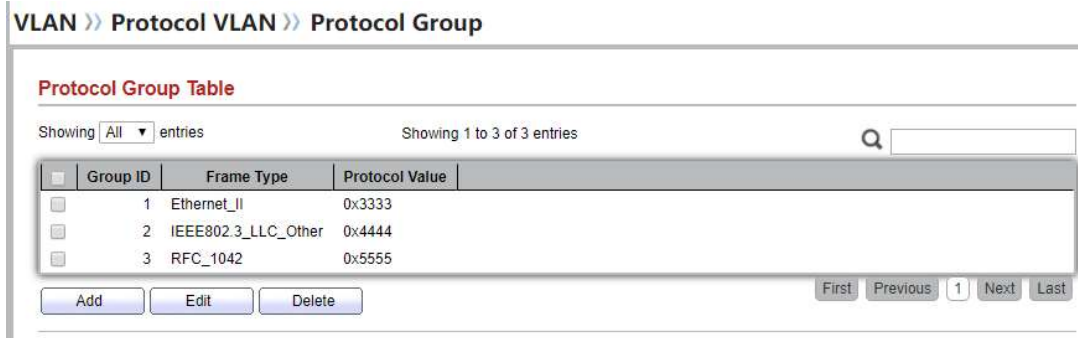 VLAN 》 Protocol VLAN 》 Protocol Group
Protocol Group Table
Showing All ▼ entries Showing 1 to 3 of 3 entries
Group ID Frame Type Protocol Value
1 Ethernet_II 0x3333
2 IEEE802.3_LLC_Other 0x4444
3 RFC_1042 0x5555
Add Edit Delete First Previous 1 Next Last